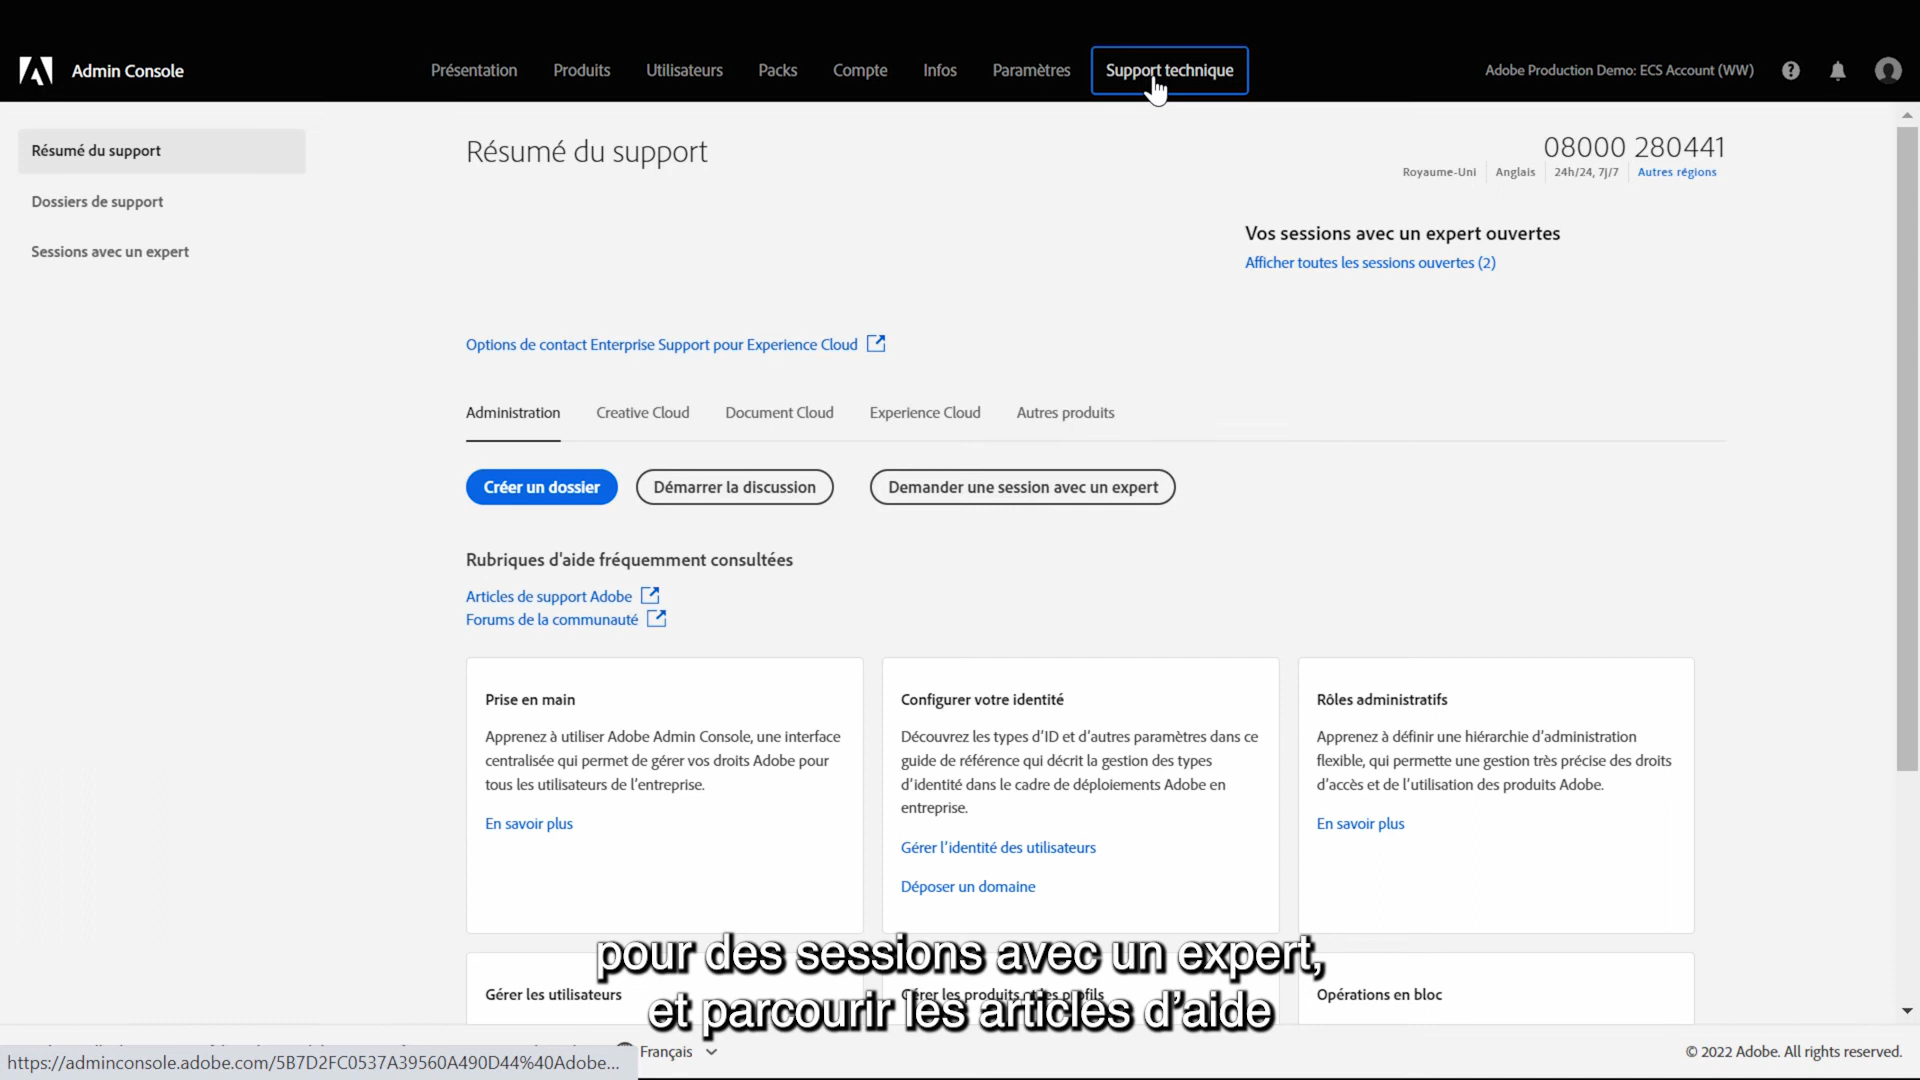 Admin Console
Présentation
Produits
Utilisateurs
Packs
Compte
Infos
Paramètres
Support technique
Adobe Production Demo: ECS Account (WW)
Résumé du support
Dossiers de support
Sessions avec un expert
Résumé du support
08000 280441
Royaume-Uni
Anglais
24h/24, 7j/7
Autres régions
Vos sessions avec un expert ouvertes
Afficher toutes les sessions ouvertes (2)
Options de contact Enterprise Support pour Experience Cloud
Administration
Creative Cloud
Document Cloud
Experience Cloud
Autres produits
Créer un dossier
Démarrer la discussion
Demander une session avec un expert
Rubriques d'aide fréquemment consultées
Articles de support Adobe
Forums de la communauté
Prise en main
Apprenez à utiliser Adobe Admin Console, une interface
centralisée qui permet de gérer vos droits Adobe pour
tous les utilisateurs de l’entreprise.
En savoir plus
Configurer votre identité
Découvrez les types d’ID et d’autres paramètres dans ce
guide de référence qui décrit la gestion des types
d’identité dans le cadre de déploiements Adobe en
entreprise.
Gérer l’identité des utilisateurs
Déposer un domaine
Rôles administratifs
Apprenez à définir une hiérarchie d’administration
flexible, qui permette une gestion très précise des droits
d’accès et de l’utilisation des produits Adobe.
En savoir plus
Gérer les utilisateurs
Gérer les produits et les profils
Opérations en bloc
pour des sessions avec un expert,
et parcourir les articles d’aide
https://adminconsole.adobe.com/5B7D2FC0537A39560A490D44%40Adobe...
Français
© 2022 Adobe. All rights reserved.